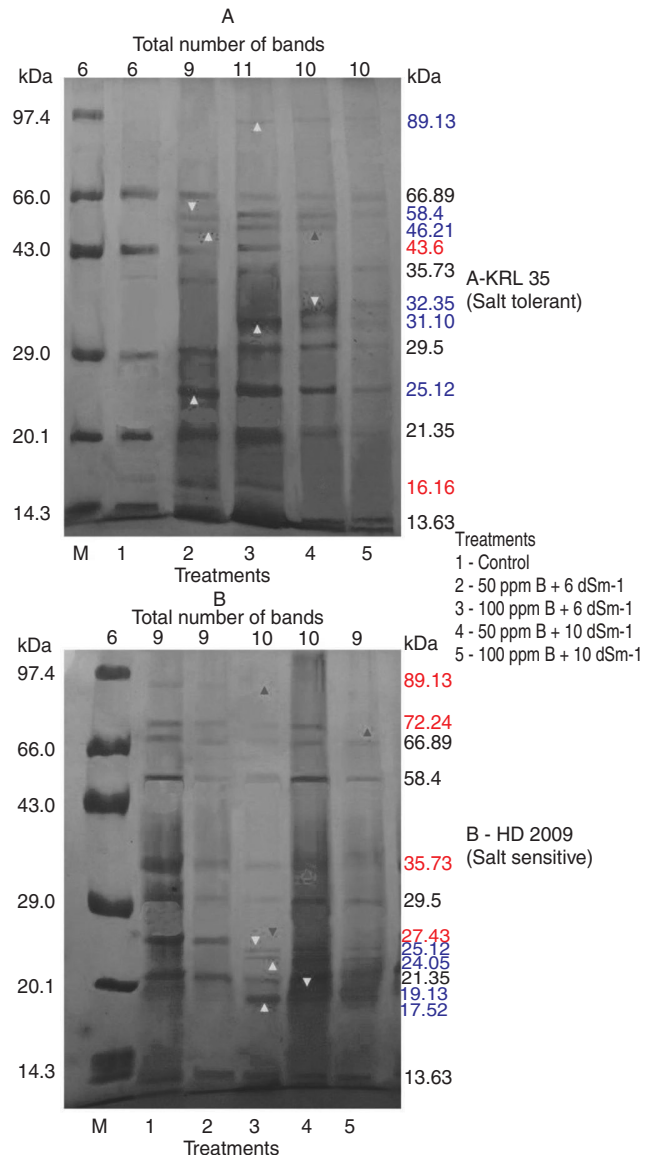 A
Total number of bands
kDa 6 6 9 11 10 10 kDa
97.4
89.13
66.0
66.89
58.4
46.21
43.0
43.6
35.73
A-KRL 35
32.35
(Salt tolerant)
31.10
29.0
29.5
25.12
20.1
21.35
16.16
14.3
13.63
M 1 2 3 4 5
Treatments
Treatments
1 - Control
2 - 50 ppm B + 6 dSm-1
3 - 100 ppm B + 6 dSm-1
4 - 50 ppm B + 10 dSm-1
5 - 100 ppm B + 10 dSm-1
B
Total number of bands
kDa 6 9 9 10 10 9 kDa
97.4
89.13
72.24
66.0
66.89
58.4
43.0
B - HD 2009
(Salt sensitive)
35.73
29.0
29.5
27.43
25.12
24.05
20.1
21.35
19.13
17.52
14.3
13.63
M 1 2 3 4 5
Treatments